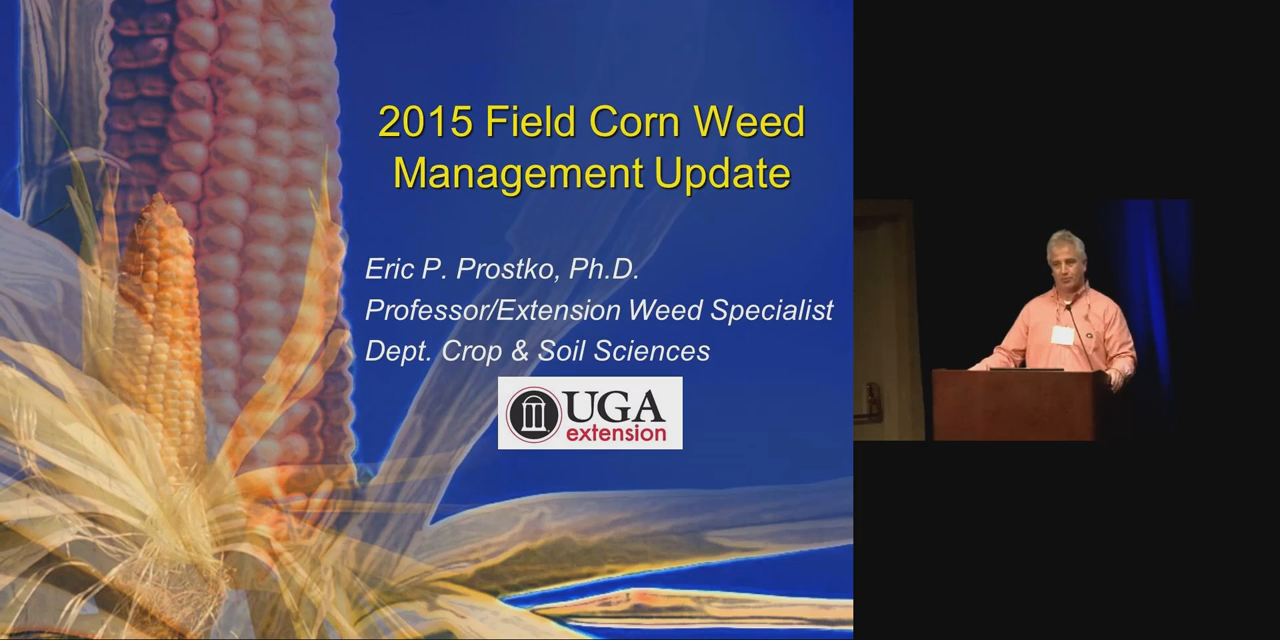 2015 Field Corn Weed
Management Update
Eric P. Prostko, Ph.D.
Professor/Extension Weed Specialist
Dept. Crop & Soil Sciences
UGA
extension